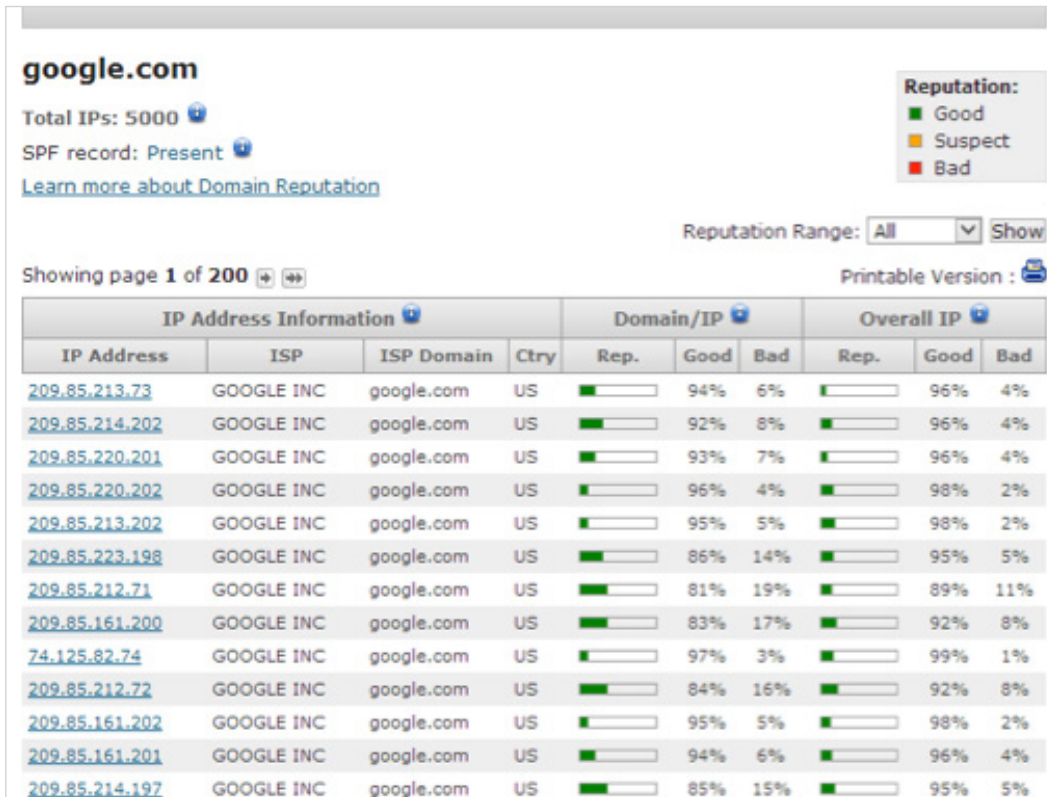 google.com
Reputation:
Good
Suspect
Bad
Total IPs: 5000
SPF record: Present
Learn more about Domain Reputation
Reputation Range: All Show
Showing page 1 of 200
Printable Version :
IP Address Information Domain/IP Overall IP
IP Address ISP ISP Domain Ctry Rep. Good Bad Rep. Good Bad
209.85.213.73 GOOGLE INC google.com US 94% 6% 96% 4%
209.85.214.202 GOOGLE INC google.com US 92% 8% 96% 4%
209.85.220.201 GOOGLE INC google.com US 93% 7% 96% 4%
209.85.220.202 GOOGLE INC google.com US 96% 4% 98% 2%
209.85.213.202 GOOGLE INC google.com US 95% 5% 98% 2%
209.85.223.198 GOOGLE INC google.com US 86% 14% 95% 5%
209.85.212.71 GOOGLE INC google.com US 81% 19% 89% 11%
209.85.161.200 GOOGLE INC google.com US 83% 17% 92% 8%
74.125.82.74 GOOGLE INC google.com US 97% 3% 99% 1%
209.85.212.72 GOOGLE INC google.com US 84% 16% 92% 8%
209.85.161.202 GOOGLE INC google.com US 95% 5% 98% 2%
209.85.161.201 GOOGLE INC google.com US 94% 6% 96% 4%
209.85.214.197 GOOGLE INC google.com US 85% 15% 95% 5%